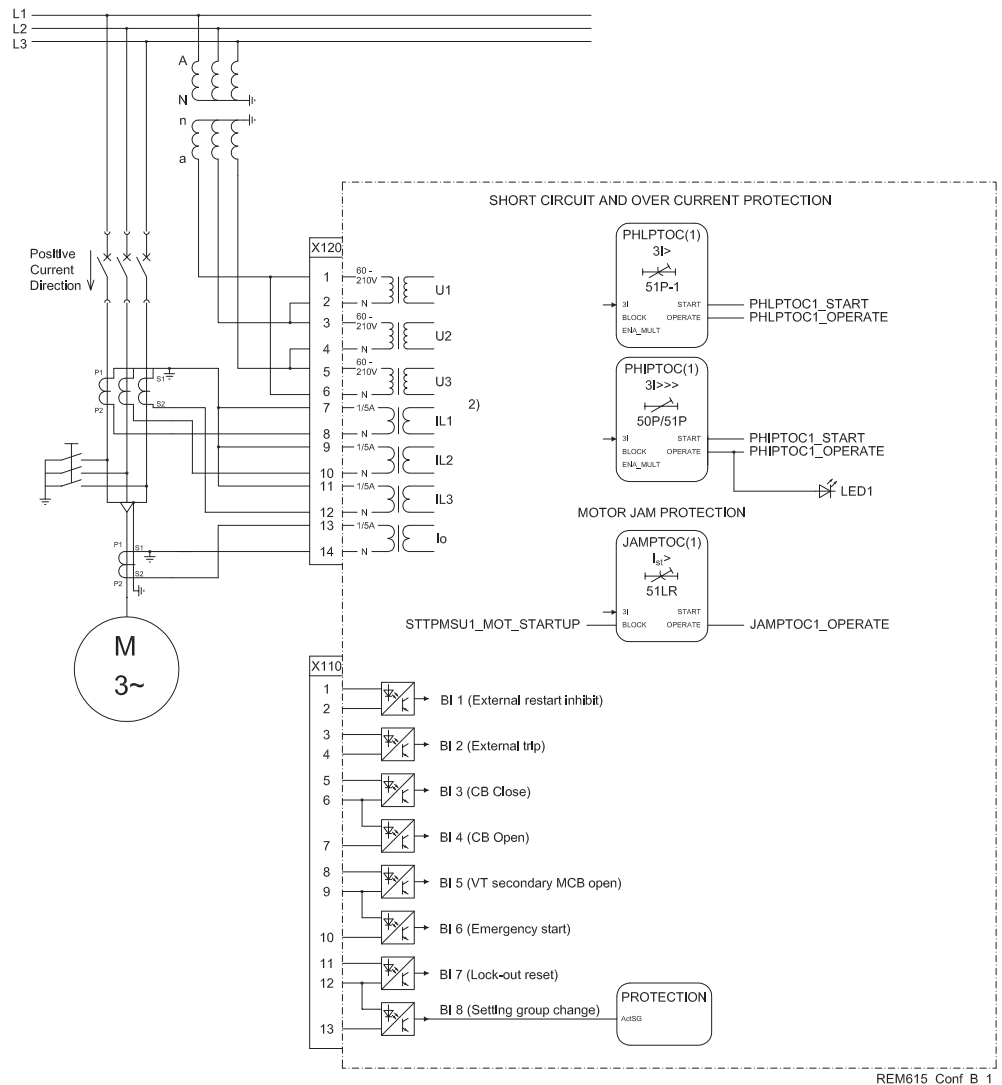 L1
L2
L3
A
N
n
a
Positive
Current
Direction
P1
S1
P2
S2
P1
S1
P2
S2
M
3~
X120
1
2
3
4
5
6
7
8
9
10
11
12
13
14
60 -
210V
N
U1
60 -
210V
N
U2
60 -
210V
N
U3
2)
1/5A
N
IL1
1/5A
N
IL2
1/5A
N
IL3
1/5A
N
Io
SHORT CIRCUIT AND OVER CURRENT PROTECTION
PHLPTOC(1)
3I>
51P-1
3I START
BLOCK OPERATE
ENA_MULT
PHLPTOC1_START
PHLPTOC1_OPERATE
PHIPTOC(1)
3I>>>
50P/51P
3I START
BLOCK OPERATE
ENA_MULT
PHIPTOC1_START
PHIPTOC1_OPERATE
LED1
MOTOR JAM PROTECTION
JAMPTOC(1)
Ist>
51LR
3I START
BLOCK OPERATE
STTPMSU1_MOT_STARTUP
JAMPTOC1_OPERATE
X110
1
2
BI 1 (External restart inhibit)
3
4
BI 2 (External trip)
5
6
BI 3 (CB Close)
7
BI 4 (CB Open)
8
9
BI 5 (VT secondary MCB open)
10
BI 6 (Emergency start)
11
12
BI 7 (Lock-out reset)
13
BI 8 (Setting group change)
PROTECTION
ActSG
REM615_Conf_B_1